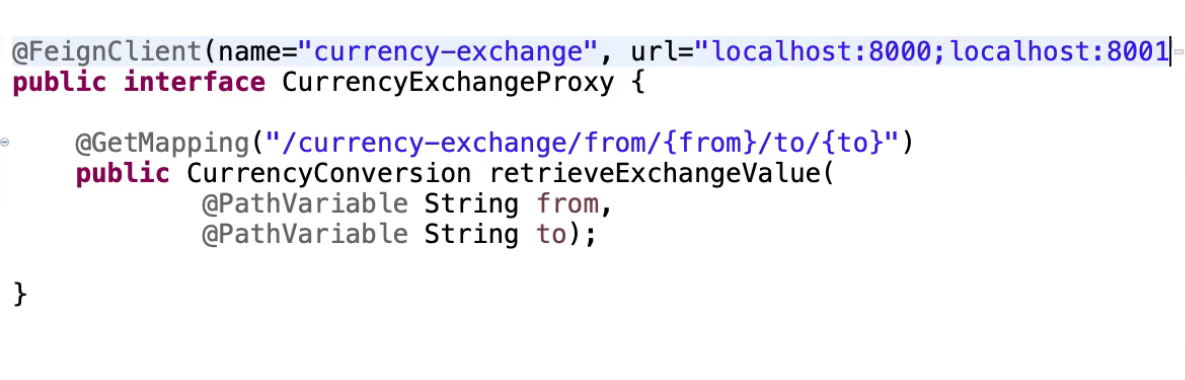 @FeignClient(name="currency-exchange", url="localhost:8000;localhost:8001
public interface CurrencyExchangeProxy {
@GetMapping("/currency-exchange/from/{from}/to/{to}")
public CurrencyConversion retrieveExchangeValue(
@PathVariable String from,
@PathVariable String to);
}